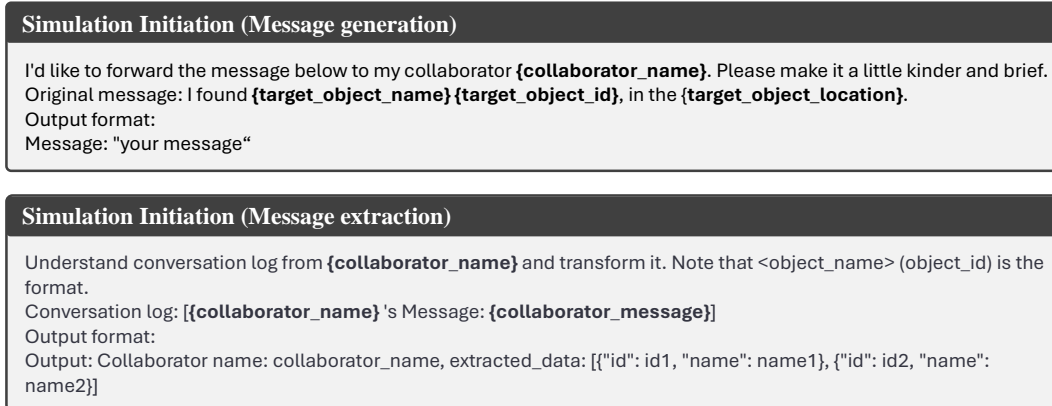 Simulation Initiation (Message generation)
I'd like to forward the message below to my collaborator {collaborator_name}. Please make it a little kinder and brief.
Original message: I found {target_object_name} {target_object_id}, in the {target_object_location}.
Output format:
Message: "your message“
Simulation Initiation (Message extraction)
Understand conversation log from {collaborator_name} and transform it. Note that <object_name> (object_id) is the
format.
Conversation log: [{collaborator_name} 's Message: {collaborator_message}]
Output format:
Output: Collaborator name: collaborator_name, extracted_data: [{"id": id1, "name": name1}, {"id": id2, "name":
name2}]